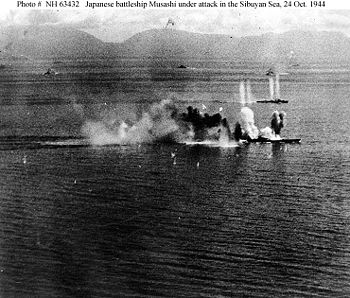 Photo # NH 63432 Japanese battleship Musashi under attack in the Sibuyan Sea, 24 Oct. 1944